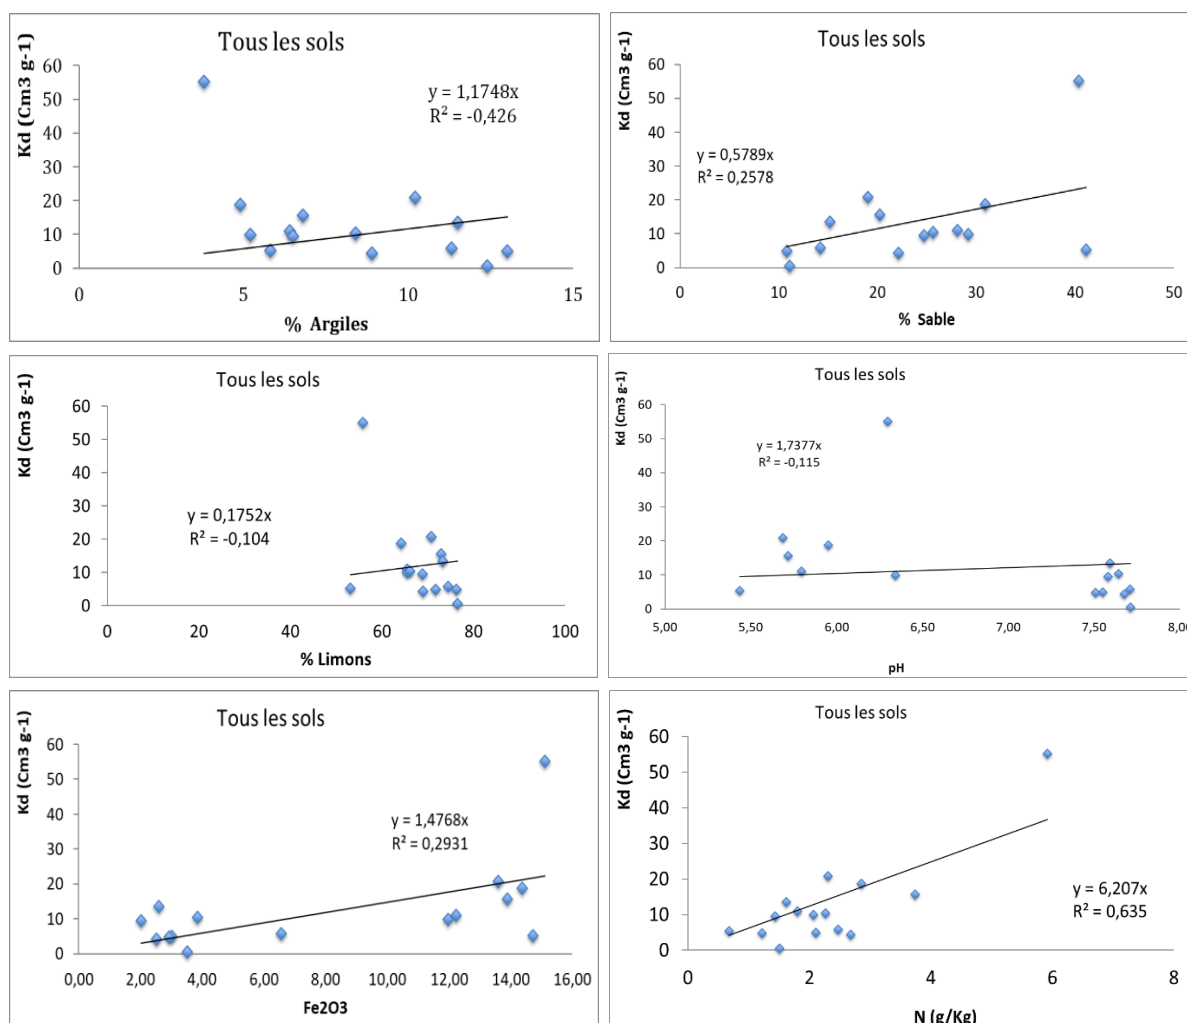 Tous les sols
Kd (Cm3 g-1)
60
50
40
30
20
10
0
y = 1,1748x
R² = -0,426
0 5 10 15
% Argiles
Tous les sols
Kd (Cm3 g-1)
60
50
40
30
20
10
0
y = 0,5789x
R² = 0,2578
0 10 20 30 40 50
% Sable
Tous les sols
Kd (Cm3 g-1)
60
50
40
30
20
10
0
y = 0,1752x
R² = -0,104
0 20 40 60 80 100
% Limons
Tous les sols
Kd (Cm3 g-1)
60
50
40
30
20
10
0
y = 1,7377x
R² = -0,115
5,00 5,50 6,00 6,50 7,00 7,50 8,00
pH
Tous les sols
Kd (Cm3 g-1)
60
50
40
30
20
10
0
y = 1,4768x
R² = 0,2931
0,00 2,00 4,00 6,00 8,00 10,00 12,00 14,00 16,00
Fe2O3
Tous les sols
Kd (Cm3 g-1)
60
50
40
30
20
10
0
y = 6,207x
R² = 0,635
0 2 4 6 8
N (g/Kg)